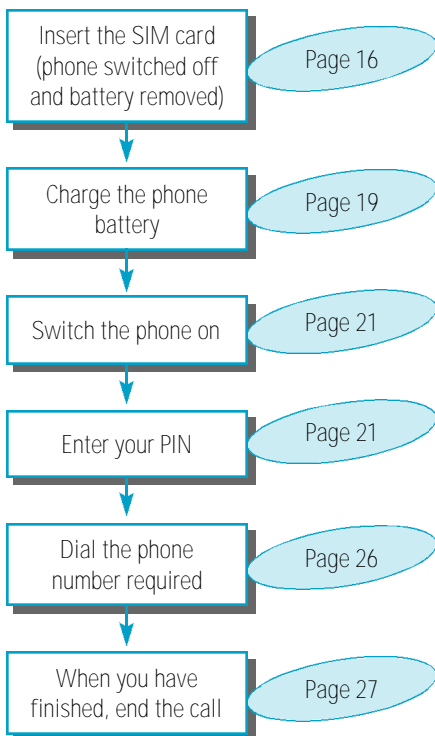 Insert the SIM card
(phone switched off
and battery removed)
Page 16
Charge the phone
battery
Page 19
Switch the phone on
Page 21
Enter your PIN
Page 21
Dial the phone
number required
Page 26
When you have
finished, end the call
Page 27